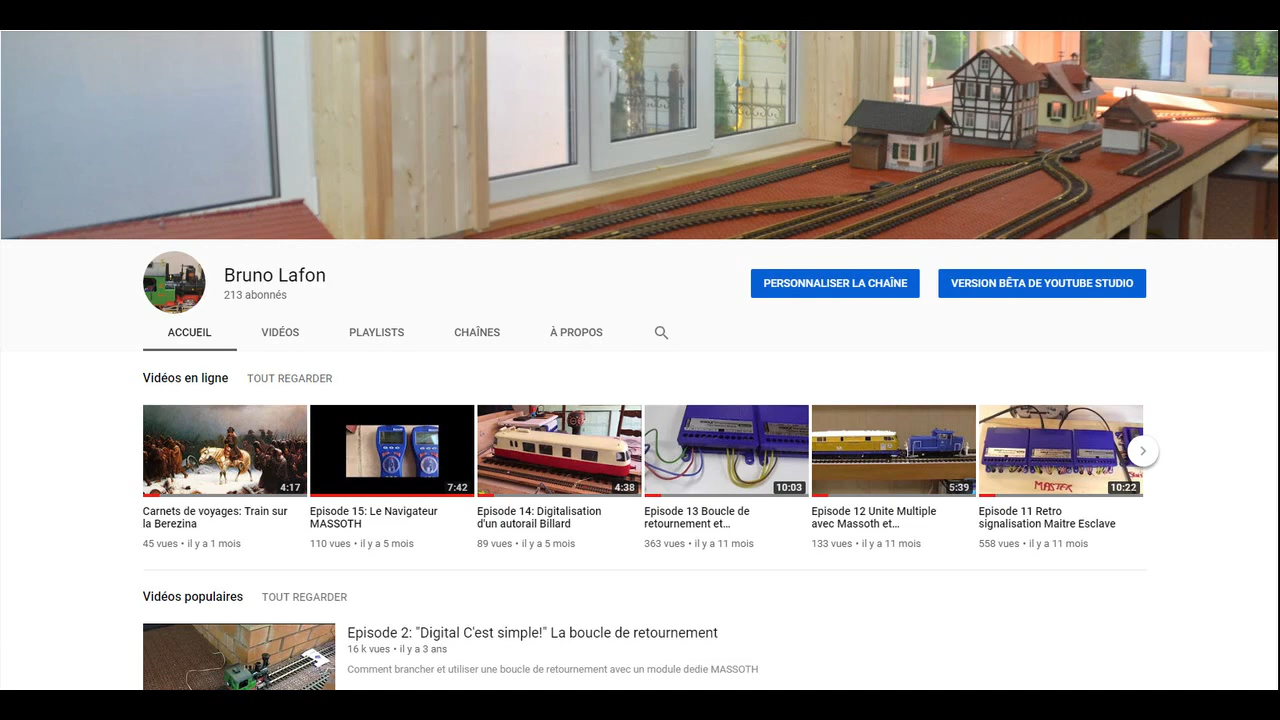 Bruno Lafon
213 abonnés
PERSONNALISER LA CHAÎNE
VERSION BÊTA DE YOUTUBE STUDIO
ACCUEIL
VIDÉOS
PLAYLISTS
CHAÎNES
À PROPOS
Vidéos en ligne
TOUT REGARDER
4:17
7:42
4:38
10:03
5:39
MASTER
10:22
Carnets de voyages: Train sur
la Berezina
45 vues • il y a 1 mois
Episode 15: Le Navigateur
MASSOTH
110 vues • il y a 5 mois
Episode 14: Digitalisation
d'un autorail Billard
89 vues • il y a 5 mois
Episode 13 Boucle de
retournement et…
363 vues • il y a 11 mois
Episode 12 Unite Multiple
avec Massoth et…
133 vues • il y a 11 mois
Episode 11 Retro
signalisation Maitre Esclave
558 vues • il y a 11 mois
Vidéos populaires
TOUT REGARDER
Episode 2: "Digital C'est simple!" La boucle de retournement
16 k vues • il y a 3 ans
Comment brancher et utiliser une boucle de retournement avec un module dedie MASSOTH